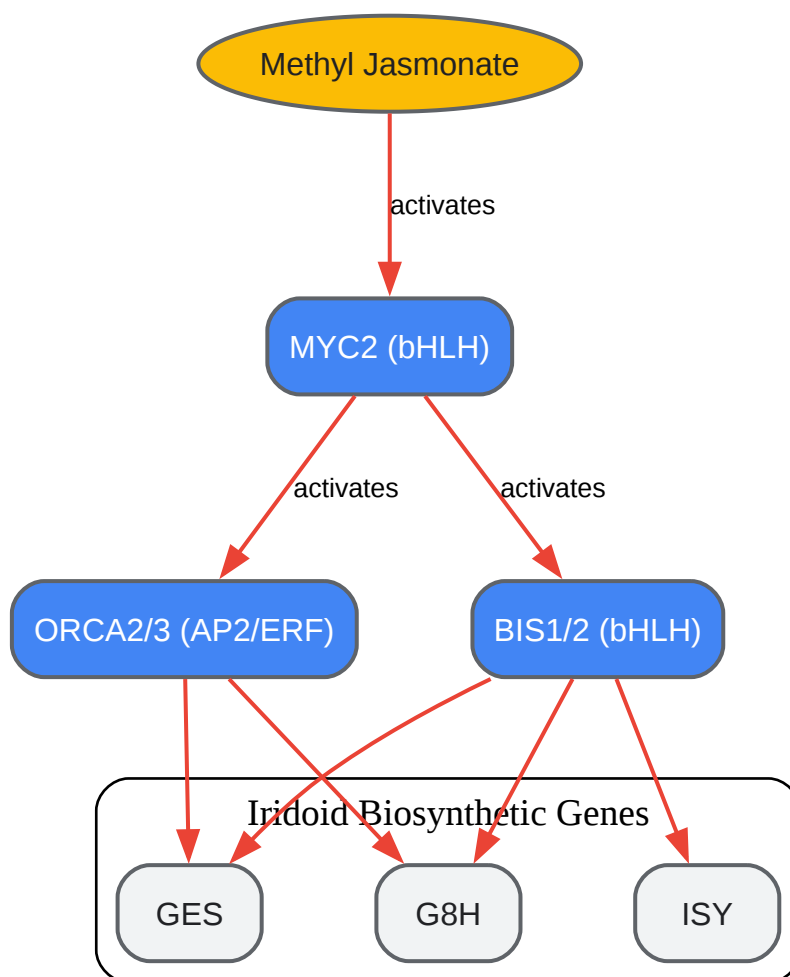 Methyl Jasmonate
activates
MYC2 (bHLH)
activates
activates
ORCA2/3 (AP2/ERF)
BIS1/2 (bHLH)
Iridoid Biosynthetic Genes
GES
G8H
ISY